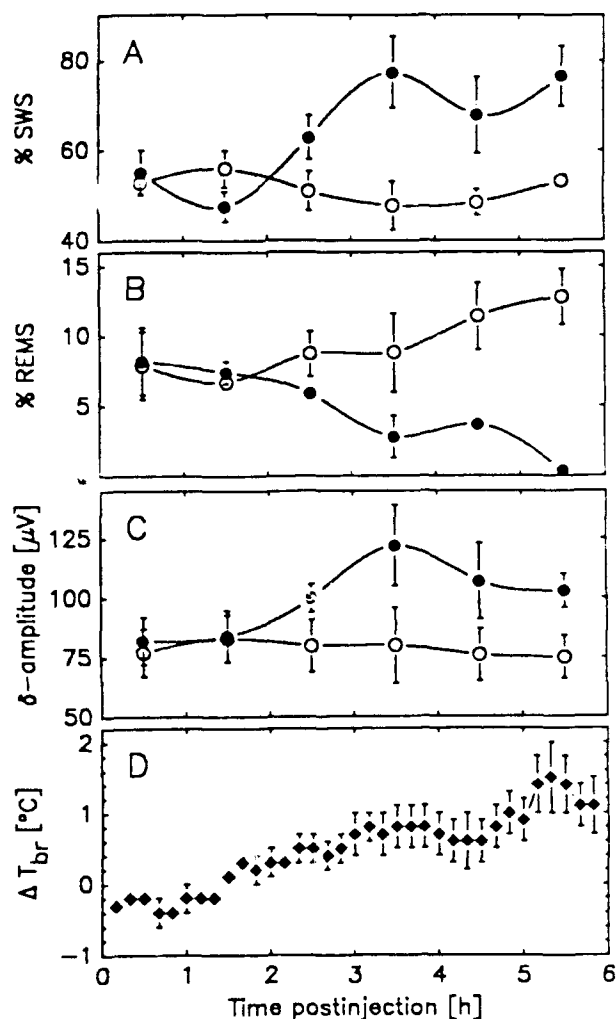 A
% SWS
80
60
40
B
% REMS
15
10
5
C
δ-amplitude [μV]
125
100
75
50
D
Δ T_br [°C]
2
1
0
-1
0 1 2 3 4 5 6
Time postinjection [h]